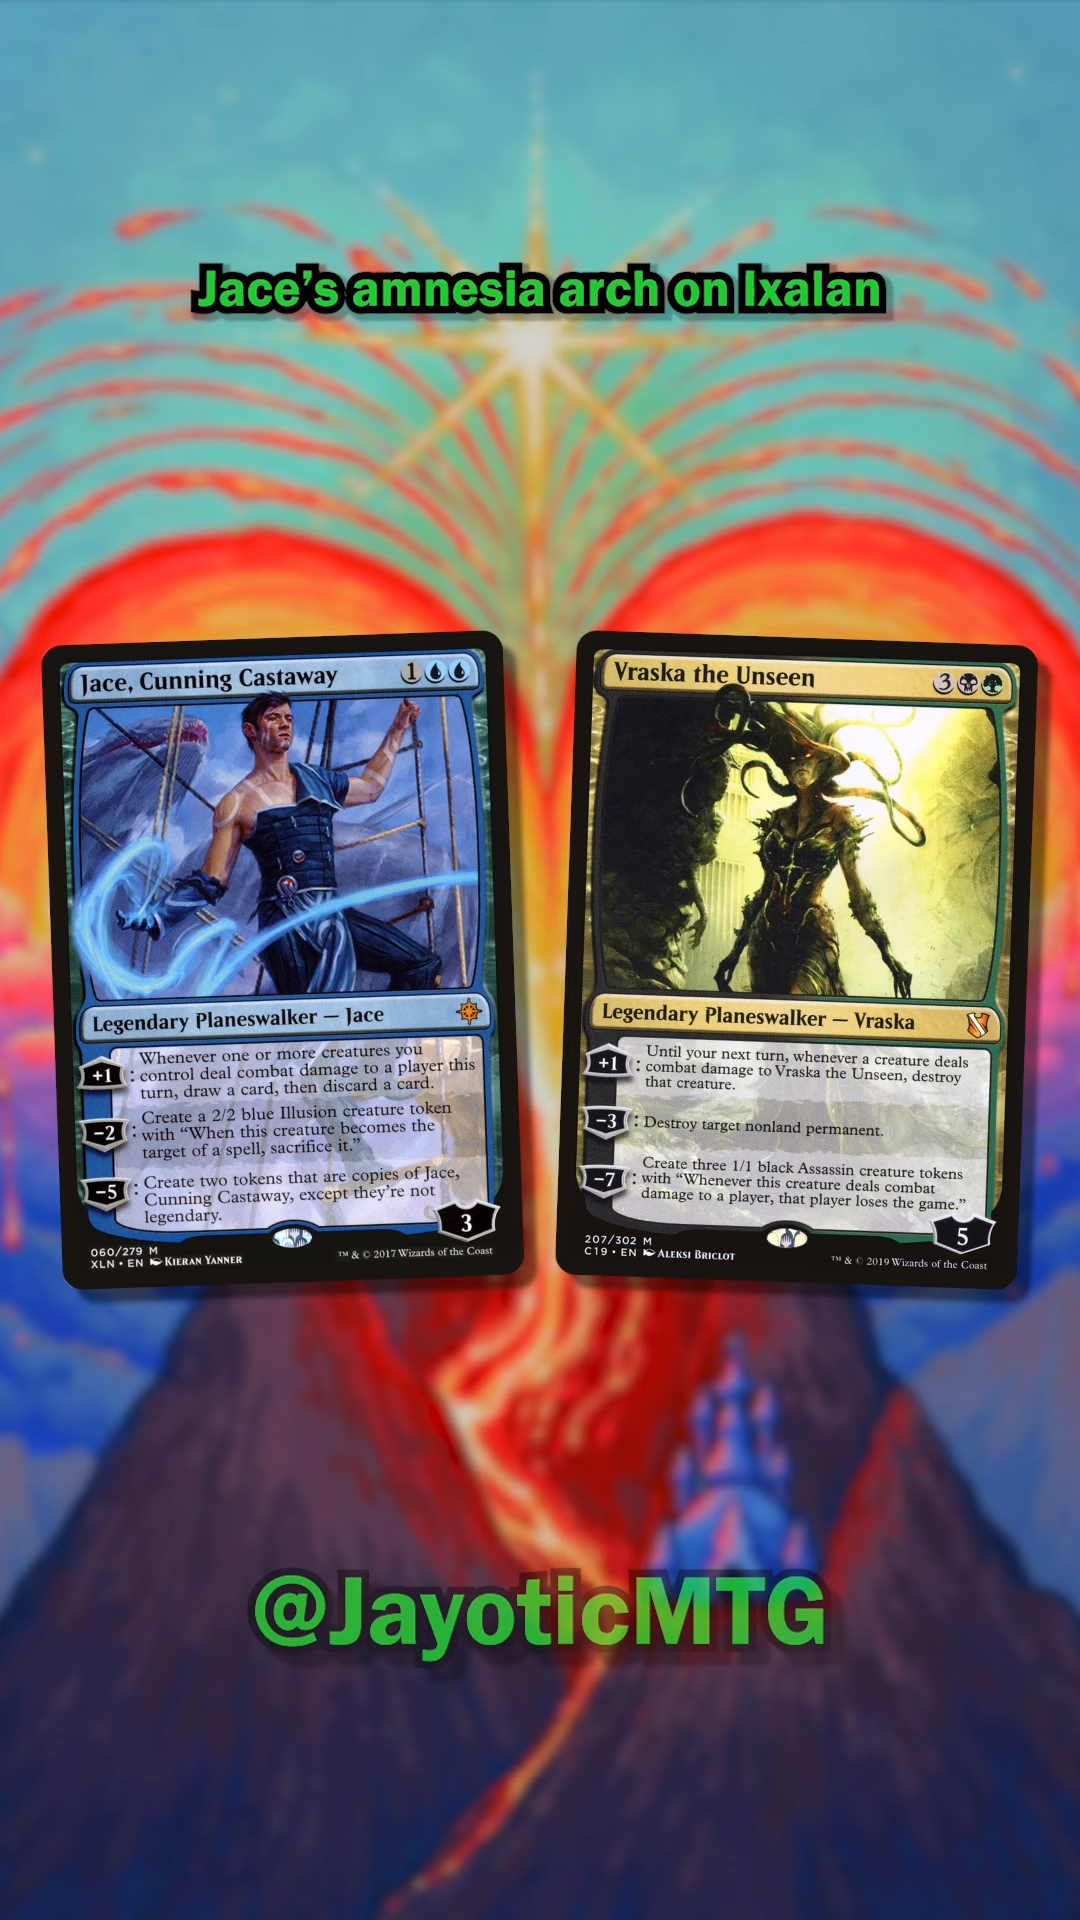 Jace's amnesia arch on Ixalan
Jace, Cunning Castaway 1
Legendary Planeswalker — Jace
+1 : Whenever one or more creatures you
control deal combat damage to a player this
turn, draw a card, then discard a card.
−2 : Create a 2/2 blue Illusion creature token
with “When this creature becomes the
target of a spell, sacrifice it.”
−5 : Create two tokens that are copies of Jace,
Cunning Castaway, except they're not
legendary.
3
060/279 M
XLN • EN Kieran Yanner
™ & © 2017 Wizards of the Coast
Vraska the Unseen 3
Legendary Planeswalker — Vraska
+1 : Until your next turn, whenever a creature deals
combat damage to Vraska the Unseen, destroy
that creature.
−3 : Destroy target nonland permanent.
−7 : Create three 1/1 black Assassin creature tokens
with “Whenever this creature deals combat
damage to a player, that player loses the game.”
5
207/302 M
C19 • EN Aleksi Briclot
™ & © 2019 Wizards of the Coast
@JayoticMTG